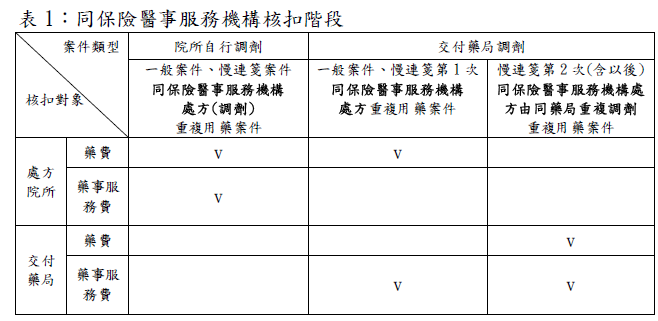 表 1：同保險醫事服務機構核扣階段
案件類型
核扣對象
院所自行調劑
交付藥局調劑
一般案件、慢連箋案件
同保險醫事服務機構
處方(調劑)
重複用藥案件
一般案件、慢連箋第 1 次
同保險醫事服務機構
處方重複用藥案件
慢連箋第 2 次(含以後)
同保險醫事服務機構處
方由同藥局重複調劑
重複用藥案件
處方
院所
藥費
V
V
藥事服
務費
V
交付
藥局
藥費
V
藥事服
務費
V
V